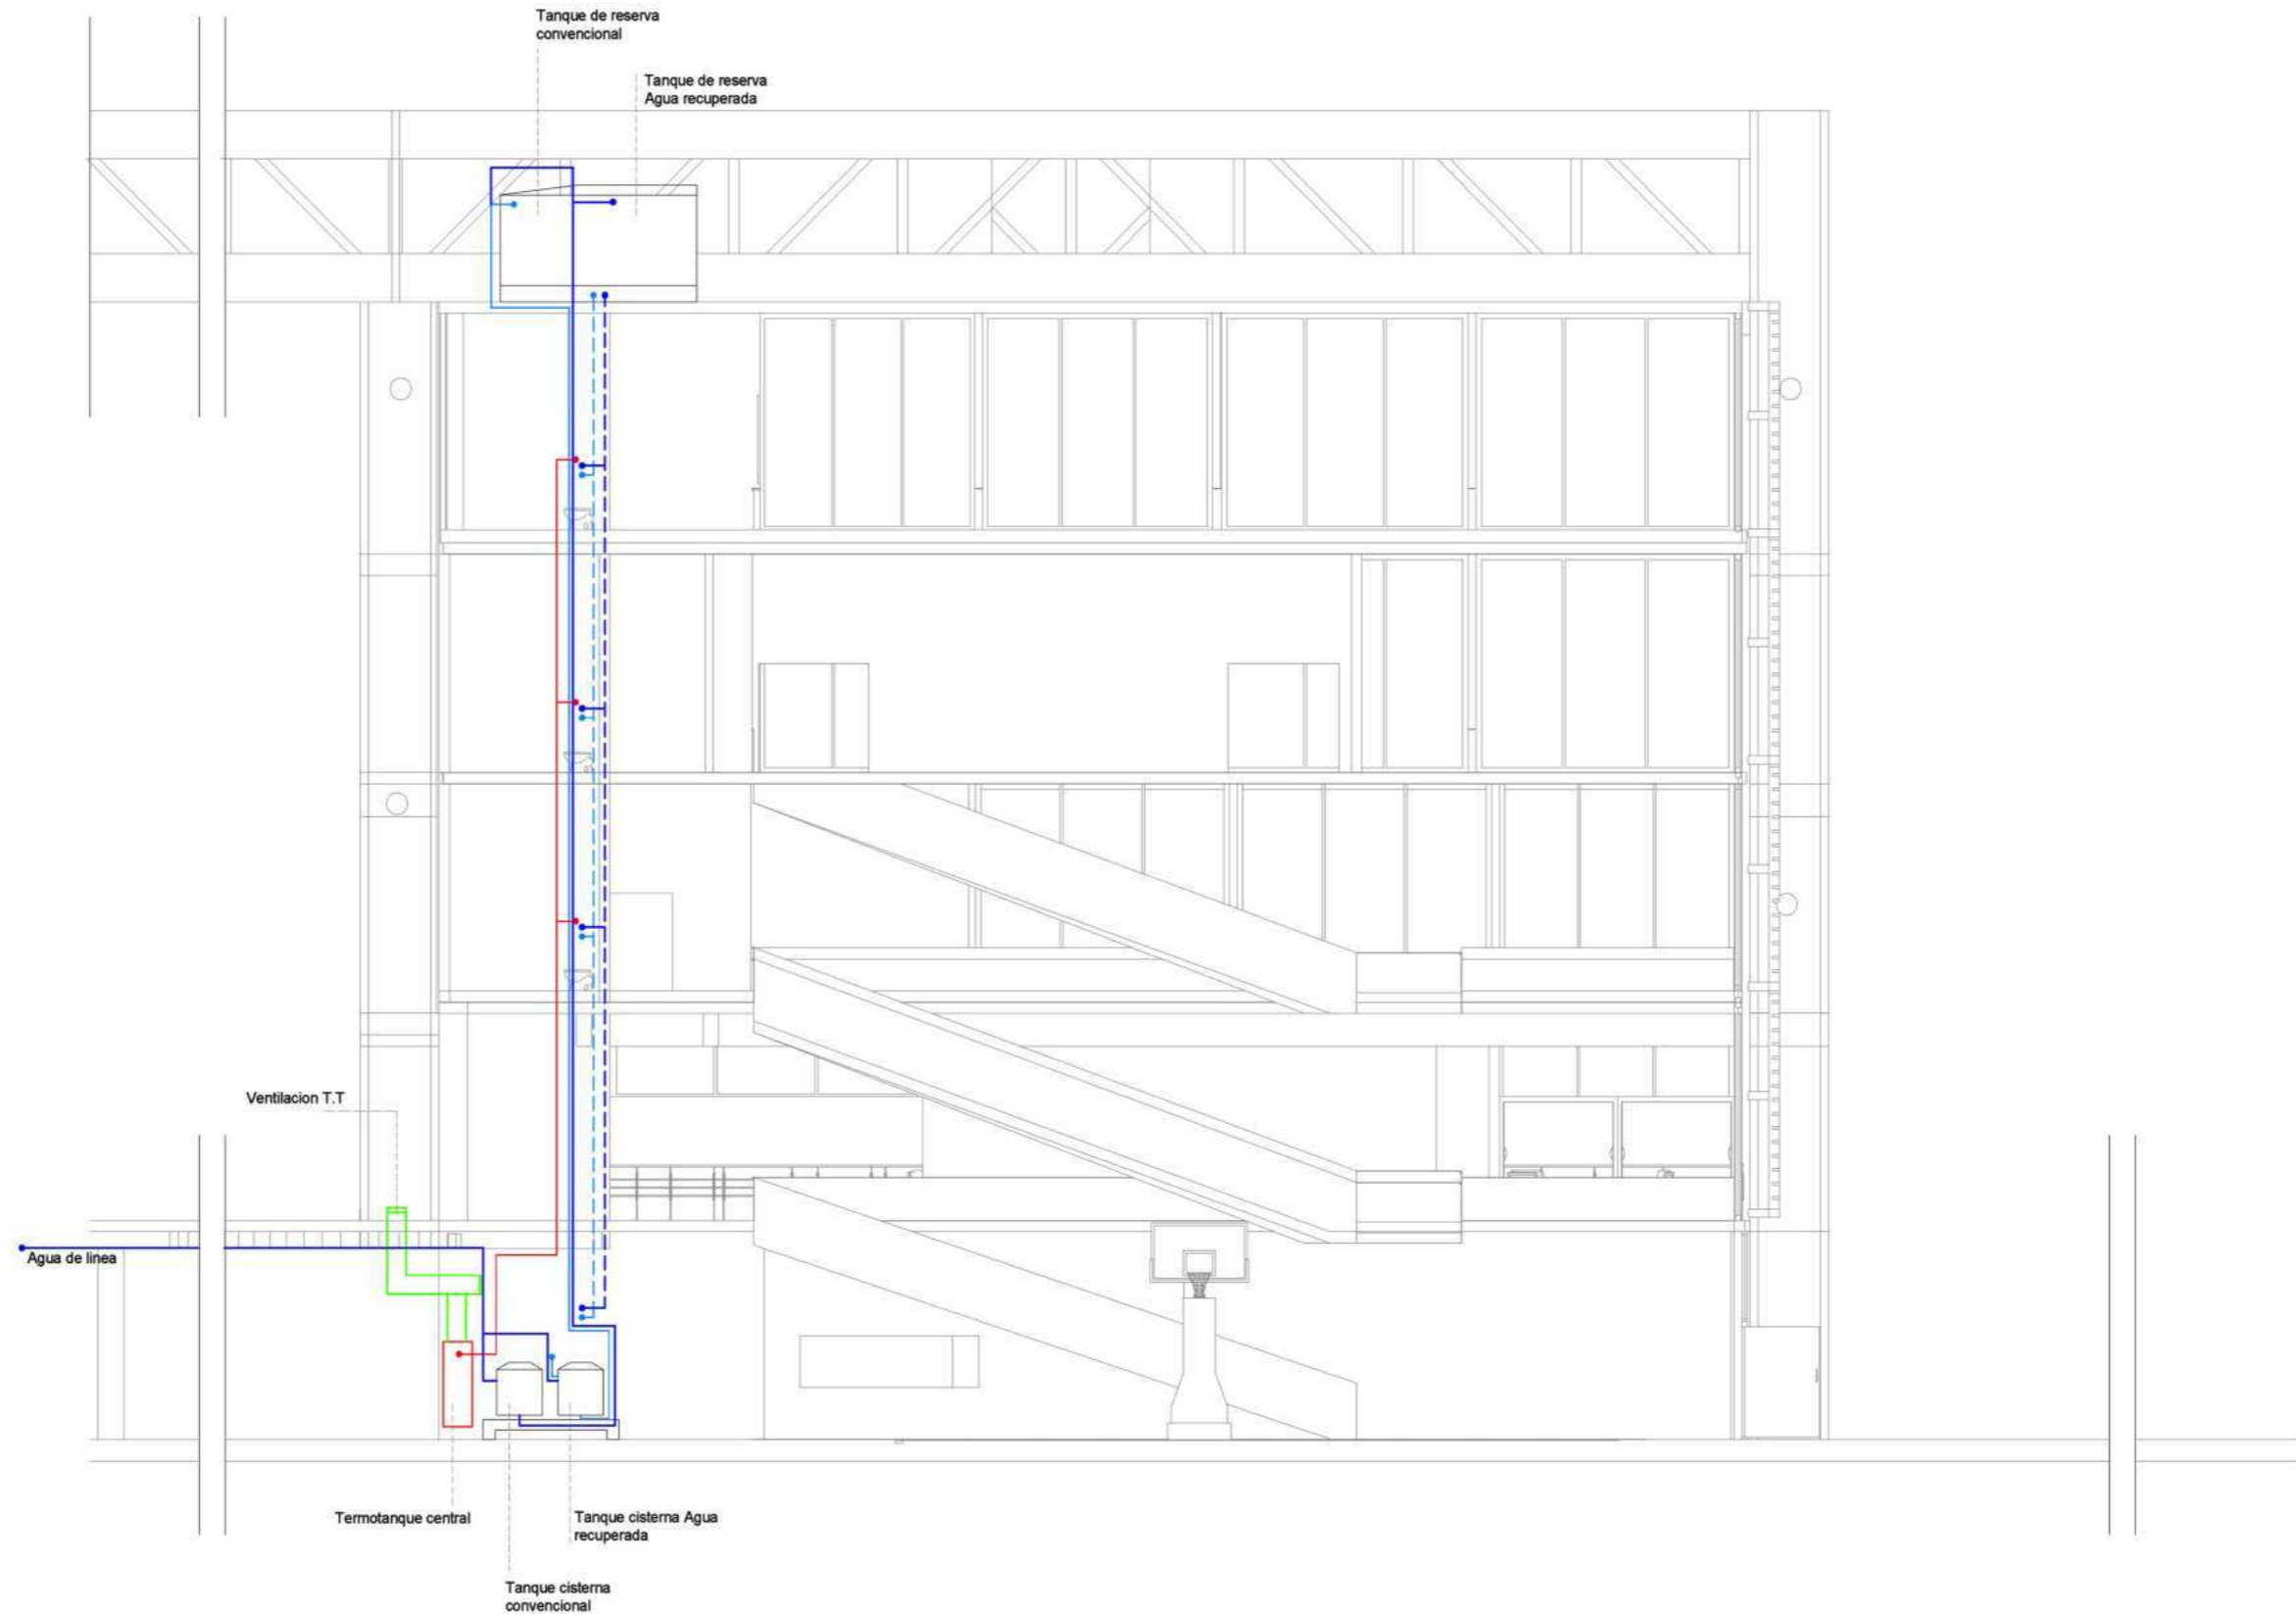 Tanque de reserva
convencional
Tanque de reserva
Agua recuperada
Ventilacion T.T
Agua de linea
Termotanque central
Tanque cisterna Agua
recuperada
Tanque cisterna
convencional